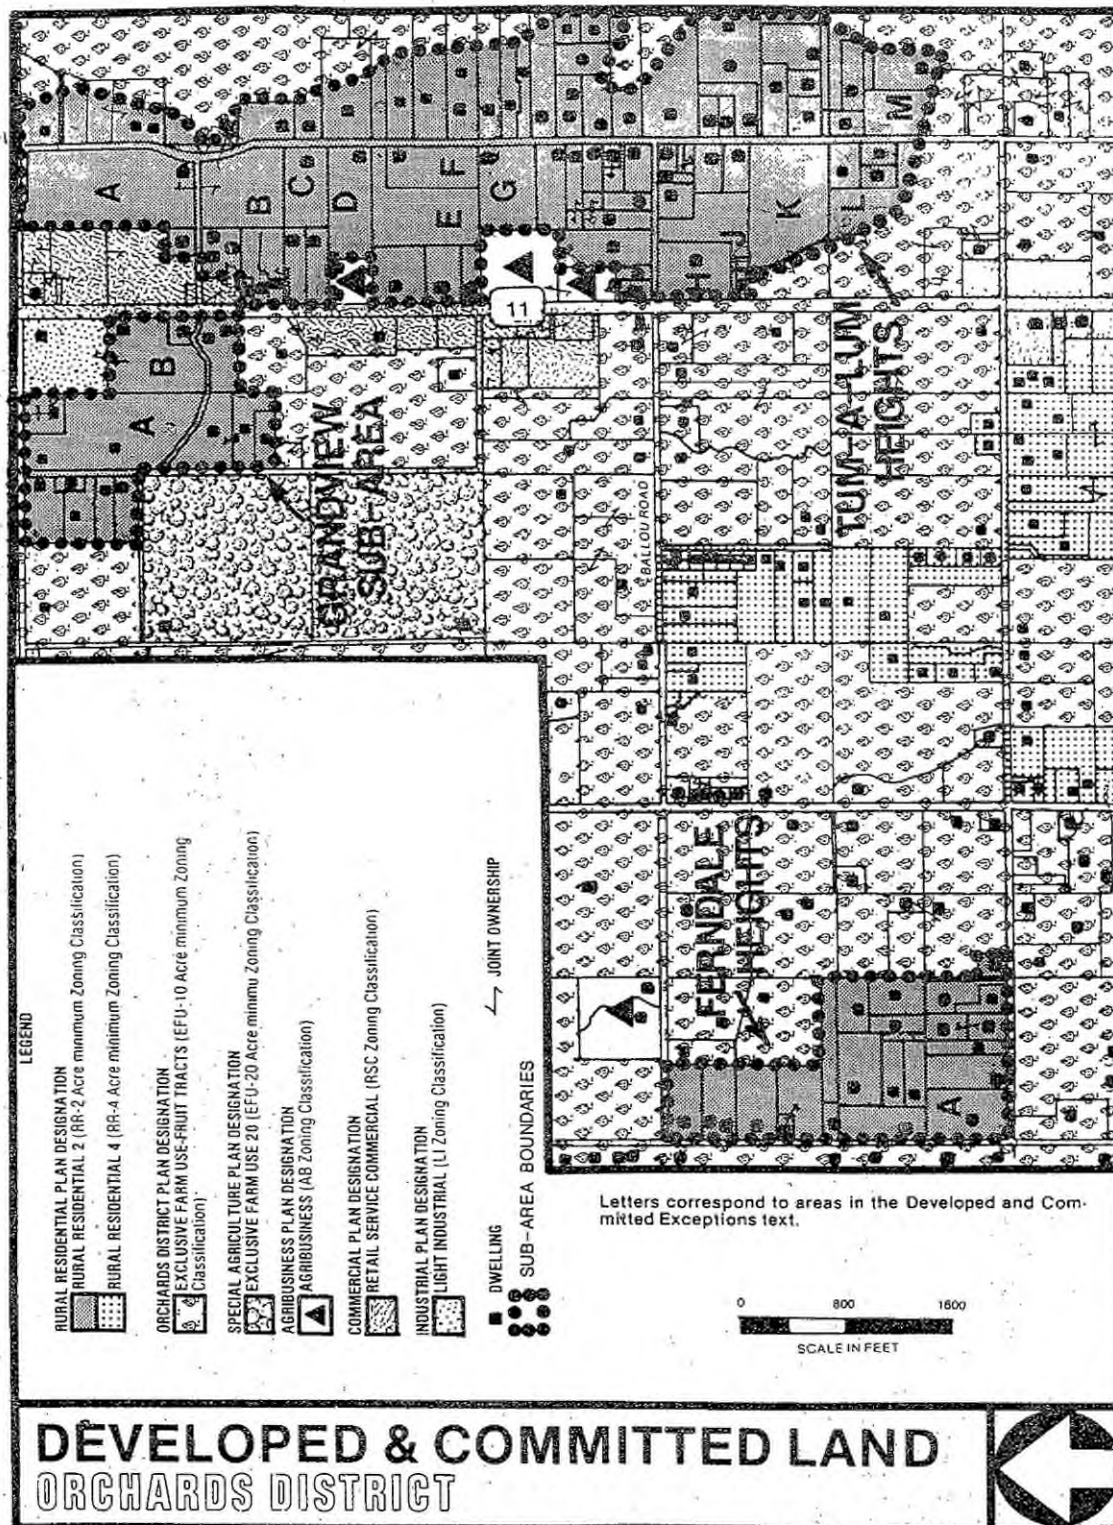 DEVELOPED & COMMITTED LAND
ORCHARDS DISTRICT
LEGEND
RURAL RESIDENTIAL PLAN DESIGNATION
RURAL RESIDENTIAL 2 (RR-2 Acre minimum Zoning Classification)
RURAL RESIDENTIAL 4 (RR-4 Acre minimum Zoning Classification)
ORCHARDS DISTRICT PLAN DESIGNATION
EXCLUSIVE FARM USE-FRUIT TRACTS (EFU-10 Acre minimum Zoning
Classification)
SPECIAL AGRICULTURE PLAN DESIGNATION
EXCLUSIVE FARM USE 20 (EFU-20 Acre minimu Zoning Classification)
AGRIBUSINESS PLAN DESIGNATION
AGRIBUSINESS (AB Zoning Classification)
COMMERCIAL PLAN DESIGNATION
RETAIL SERVICE COMMERCIAL (RSC Zoning Classification)
INDUSTRIAL PLAN DESIGNATION
LIGHT INDUSTRIAL (LI Zoning Classification)
DWELLING
JOINT OWNERSHIP
SUB-AREA BOUNDARIES
Letters correspond to areas in the Developed and Com-
mitted Exceptions text.
0 800 1600
SCALE IN FEET
A
B
C
D
E
F
G
H
J
K
L
M
A
B
11
GRANDVIEW
SUB-AREA
BALLOU ROAD
TUM-A-LUM
HEIGHTS
FERNDALE
HEIGHTS
A